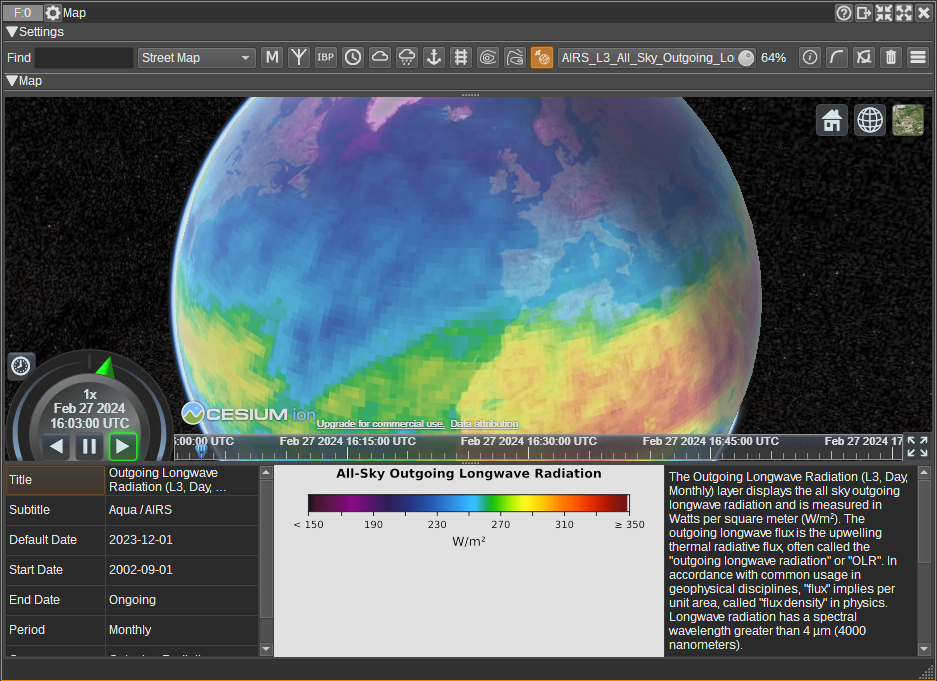 F:0 Map
Settings
Find Street Map M IBP AIRS_L3_All_Sky_Outgoing_Lo 64%
Map
1x
Feb 27 2024
16:03:00 UTC
CESIUM ion
Upgrade for commercial use. Data attribution
:00:00 UTC Feb 27 2024 16:15:00 UTC Feb 27 2024 16:30:00 UTC Feb 27 2024 16:45:00 UTC Feb 27 2024 17
Title Outgoing Longwave
Radiation (L3, Day, ...
Subtitle Aqua / AIRS
Default Date 2023-12-01
Start Date 2002-09-01
End Date Ongoing
Period Monthly
All-Sky Outgoing Longwave Radiation
< 150 190 230 270 310 ≥ 350
W/m²
The Outgoing Longwave Radiation (L3, Day,
Monthly) layer displays the all sky outgoing
longwave radiation and is measured in
Watts per square meter (W/m²). The
outgoing longwave flux is the upwelling
thermal radiative flux, often called the
"outgoing longwave radiation" or "OLR". In
accordance with common usage in
geophysical disciplines, "flux" implies per
unit area, called "flux density" in physics.
Longwave radiation has a spectral
wavelength greater than 4 µm (4000
nanometers).